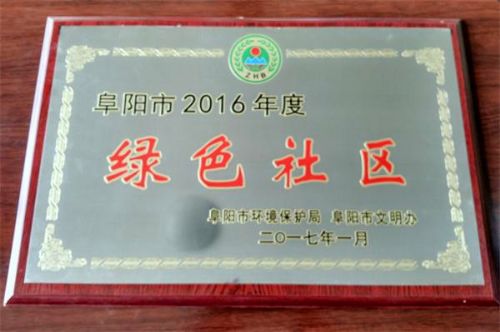 ZHB
阜阳市2016年度
绿色社区
阜阳市环境保护局 阜阳市文明办
二〇一七年一月